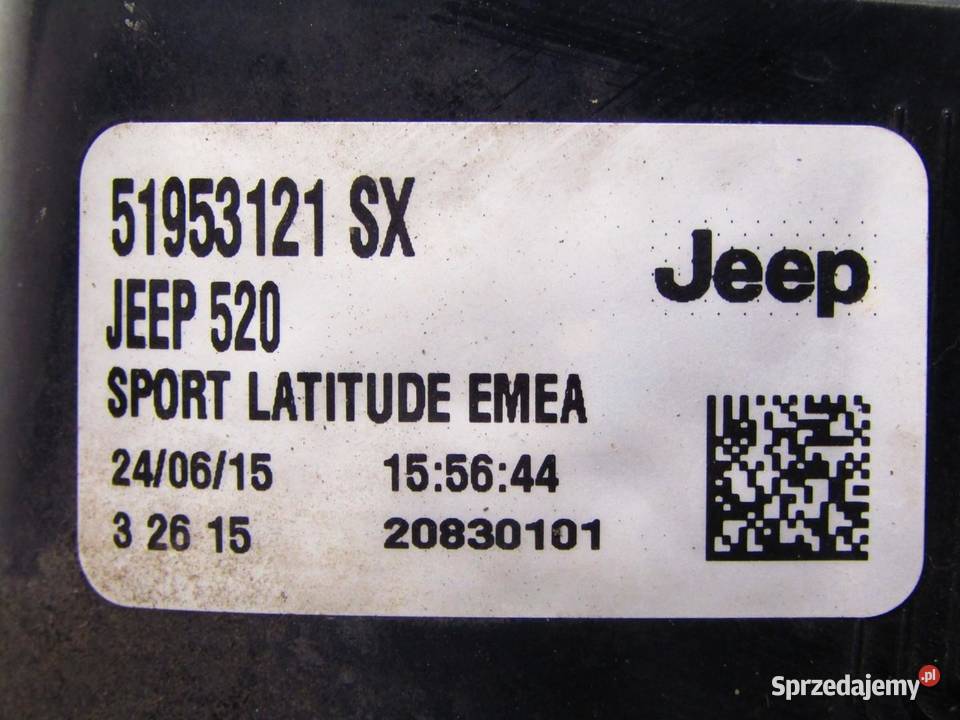 51953121 SX
Jeep
JEEP 520
SPORT LATITUDE EMEA
24/06/15 15:56:44
3 26 15 20830101
Sprzedajemy.pl